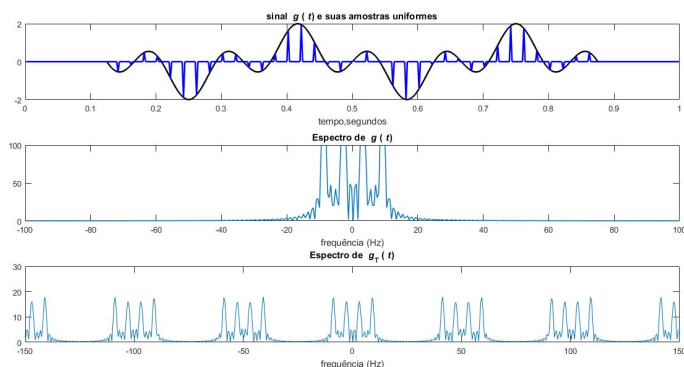 sinal g ( t) e suas amostras uniformes
2
0
-2
0 0.1 0.2 0.3 0.4 0.5 0.6 0.7 0.8 0.9 1
tempo,segundos
Espectro de g ( t)
100
50
0
-100 -80 -60 -40 -20 0 20 40 60 80 100
frequência (Hz)
Espectro de g_T ( t)
30
20
10
0
-150 -100 -50 0 50 100 150
frequência (Hz)